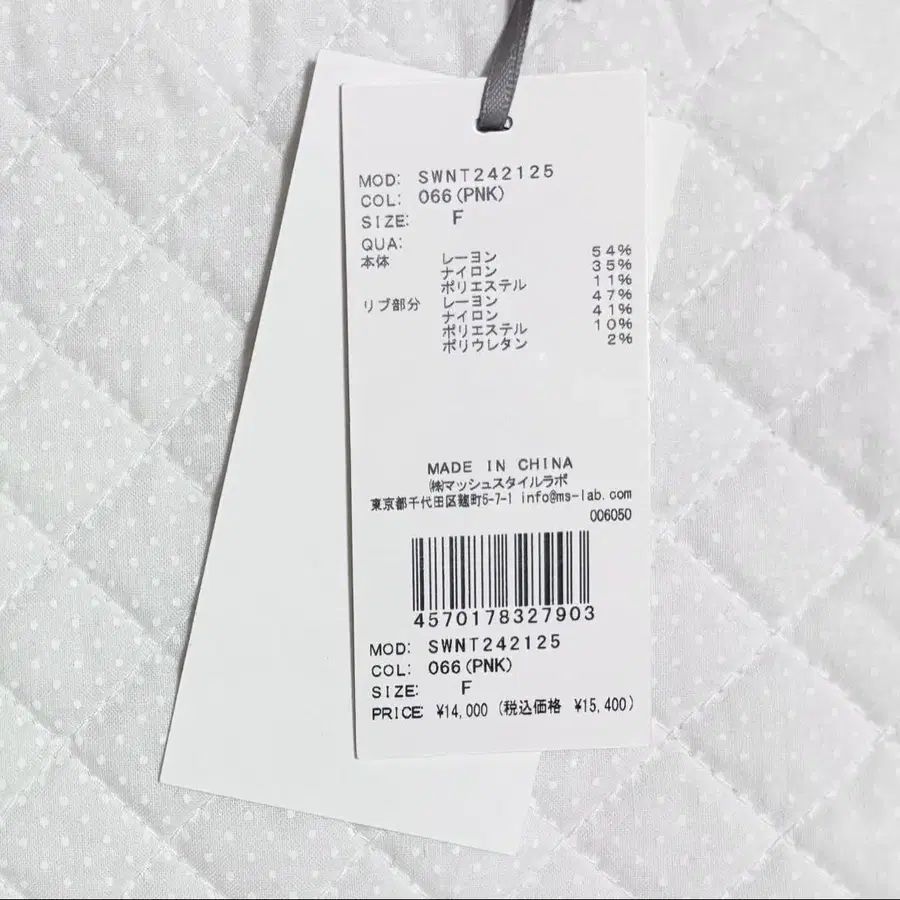 MOD: SWNT242125
COL: 066(PNK)
SIZE: F
QUA:
本体 レーヨン 54%
ナイロン 35%
ポリエステル 11%
リブ部分 レーヨン 47%
ナイロン 41%
ポリエステル 10%
ポリウレタン 2%
MADE IN CHINA
㈱マッシュスタイルラボ
東京都千代田区麹町5-7-1 info@ms-lab.com
006050
4570178327903
MOD: SWNT242125
COL: 066(PNK)
SIZE: F
PRICE: ¥14,000 (税込価格 ¥15,400)